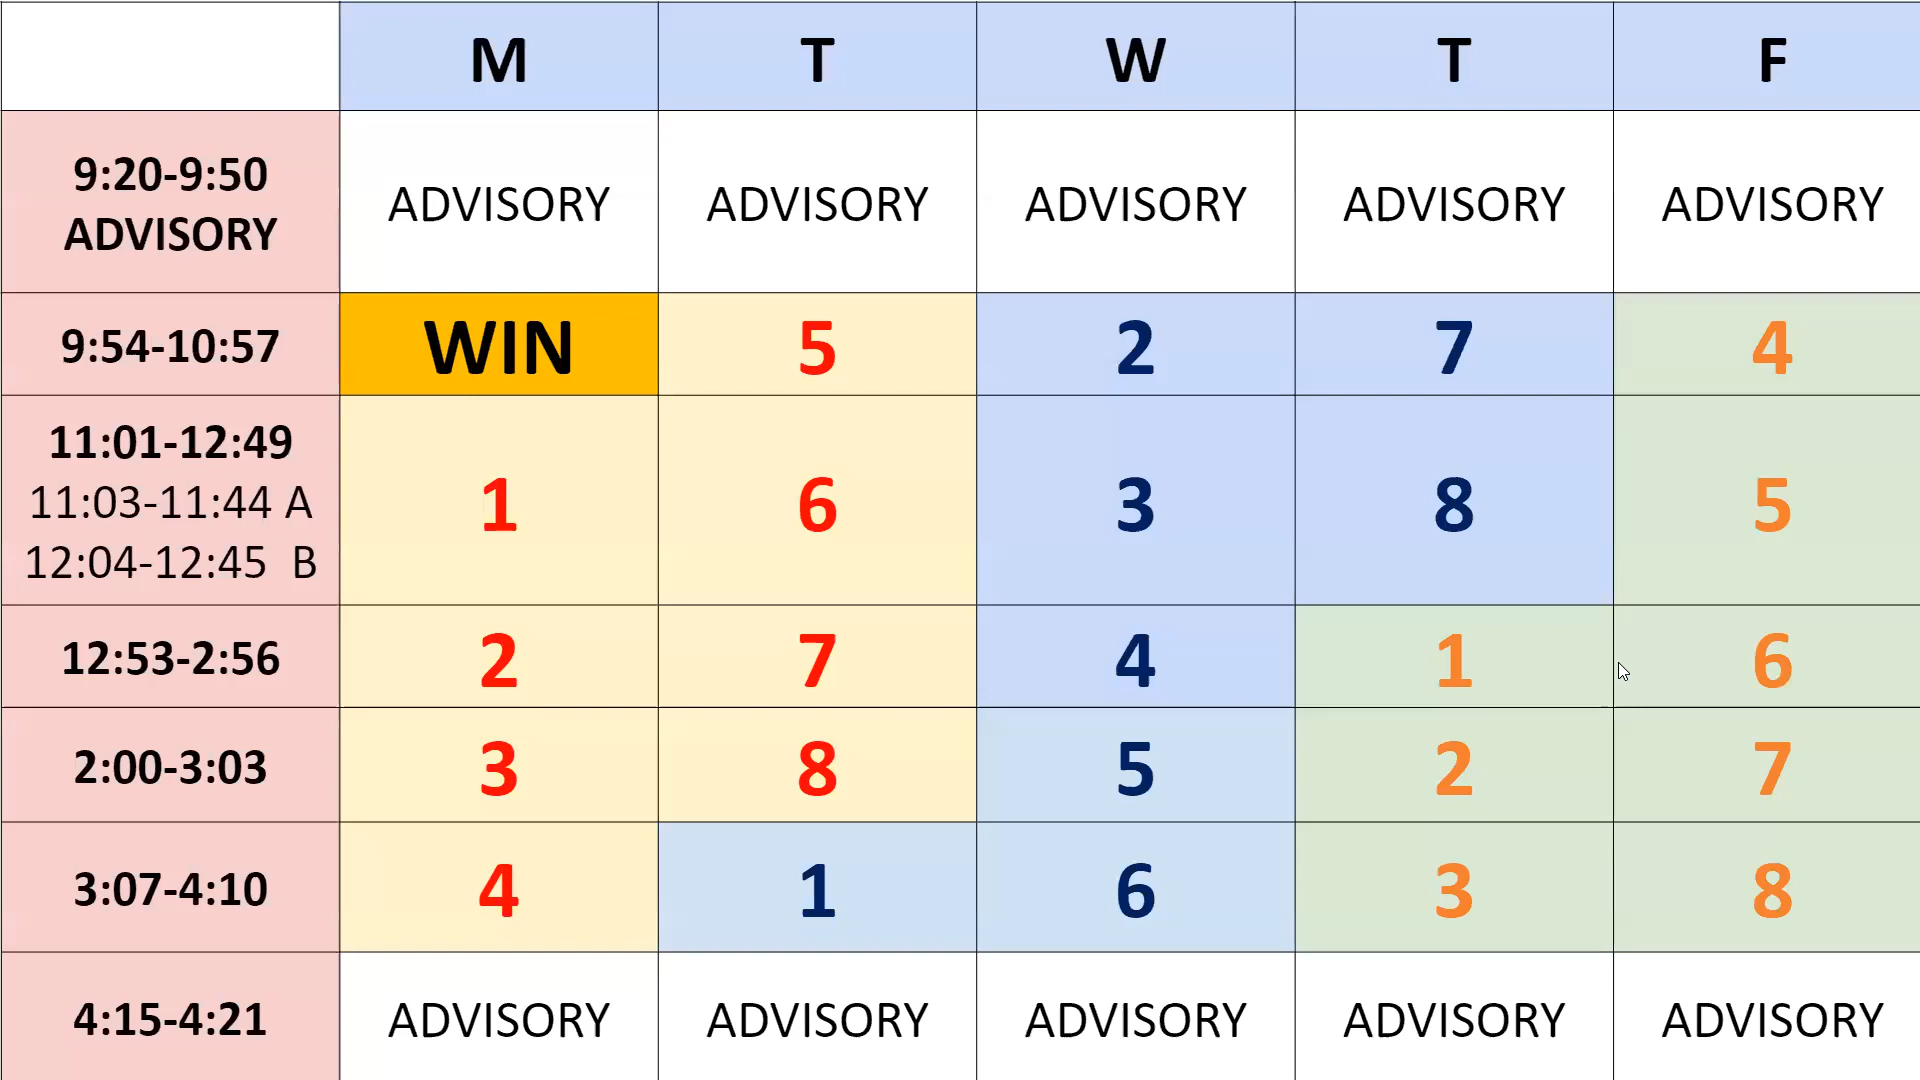 M T W T F
9:20-9:50
ADVISORY ADVISORY ADVISORY ADVISORY ADVISORY ADVISORY
9:54-10:57 WIN 5 2 7 4
11:01-12:49
11:03-11:44 A 1 6 3 8 5
12:04-12:45 B
12:53-2:56 2 7 4 1 6
2:00-3:03 3 8 5 2 7
3:07-4:10 4 1 6 3 8
4:15-4:21 ADVISORY ADVISORY ADVISORY ADVISORY ADVISORY